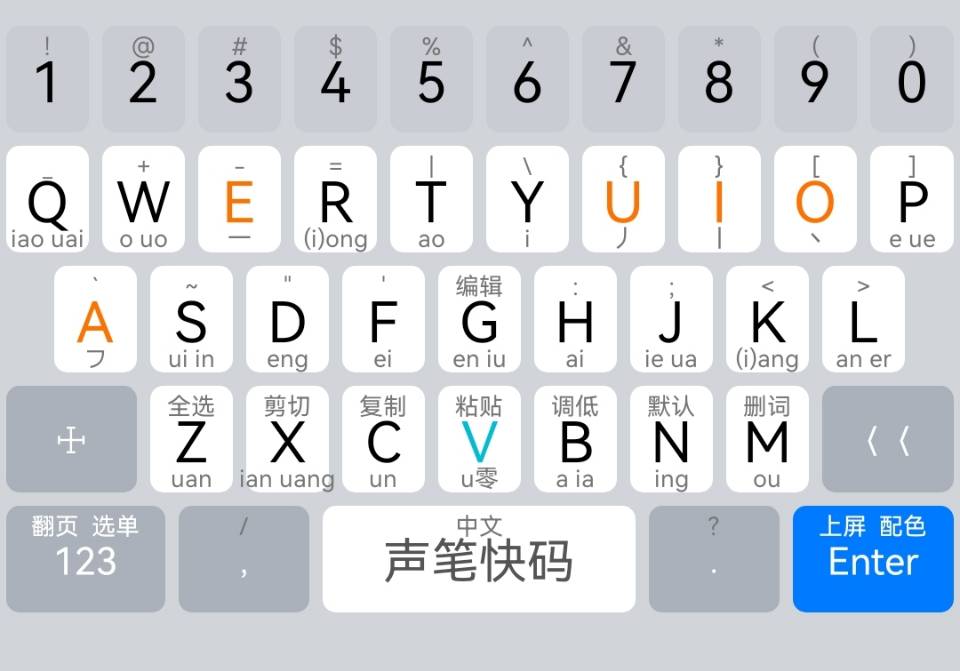 ! @ # $ % ^ & * ( )
1 2 3 4 5 6 7 8 9 0
_ + - = | \ { } [ ]
Q W E R T Y U I O P
iao uai o uo 一 (i)ong ao i 丿 丨 丶 e ue
` ~ " ' 编辑 : ; < >
A S D F G H J K L
フ ui in eng ei en iu ai ie ua (i)ang an er
全选 剪切 复制 粘贴 调低 默认 删词
Z X C V B N M 〈〈
uan ian uang un u零 a ia ing ou
翻页 选单 / 中文 ? 上屏 配色
123 , 声笔快码 . Enter